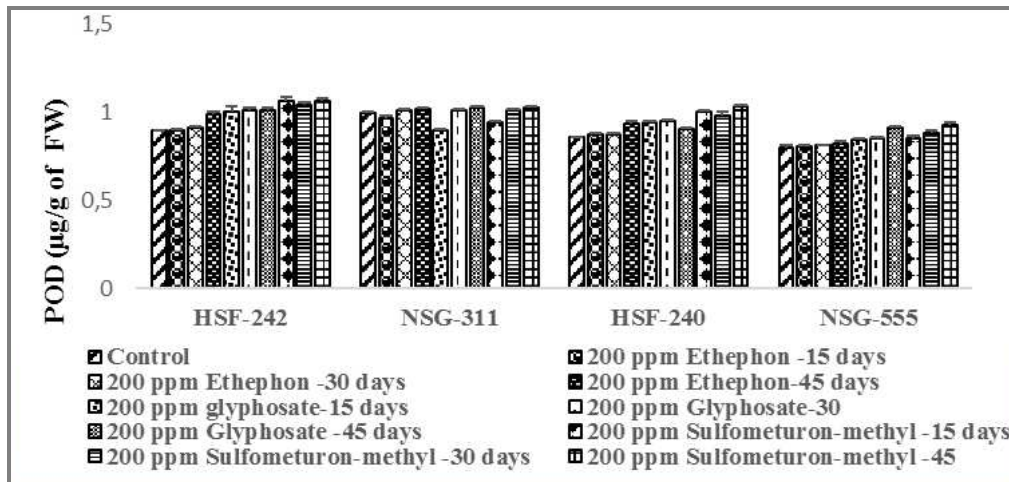 1,5
1
0,5
0
POD (µg/g of FW)
HSF-242 NSG-311 HSF-240 NSG-555
Control 200 ppm Ethephon -15 days
200 ppm Ethephon -30 days 200 ppm Ethephon-45 days
200 ppm glyphosate-15 days 200 ppm Glyphosate-30
200 ppm Glyphosate -45 days 200 ppm Sulfometuron-methyl -15 days
200 ppm Sulfometuron-methyl -30 days 200 ppm Sulfometuron-methyl -45